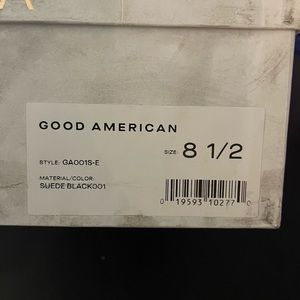 GOOD AMERICAN
SIZE: 8 1/2
STYLE: GA001S-E
MATERIAL/COLOR:
SUEDE BLACK001
0 19593 10277 0